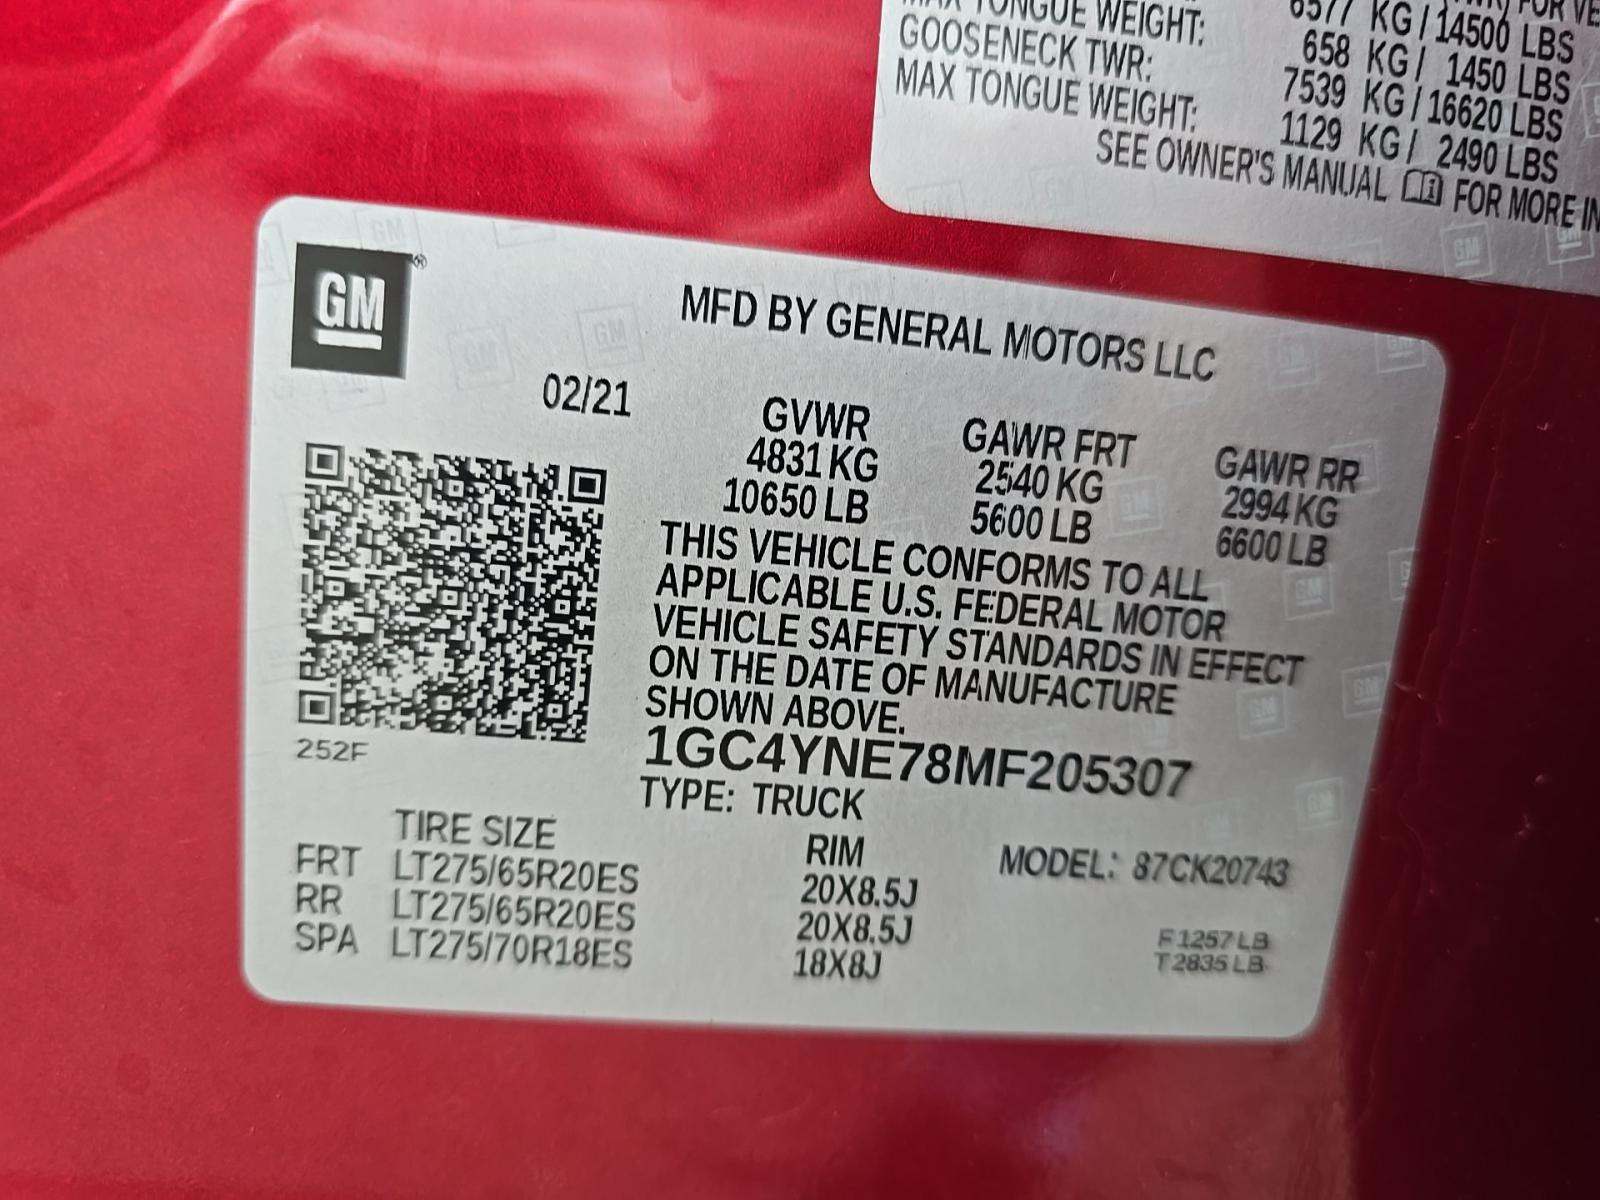 MAX TONGUE WEIGHT: 6577 KG / 14500 LBS
GOOSENECK TWR: 658 KG / 1450 LBS
MAX TONGUE WEIGHT: 7539 KG / 16620 LBS
1129 KG / 2490 LBS
SEE OWNER'S MANUAL FOR MORE IN
GM®
MFD BY GENERAL MOTORS LLC
02/21
GVWR GAWR FRT GAWR RR
4831 KG 2540 KG 2994 KG
10650 LB 5600 LB 6600 LB
THIS VEHICLE CONFORMS TO ALL
APPLICABLE U.S. FEDERAL MOTOR
VEHICLE SAFETY STANDARDS IN EFFECT
ON THE DATE OF MANUFACTURE
SHOWN ABOVE.
1GC4YNE78MF205307
252F
TYPE: TRUCK
TIRE SIZE RIM MODEL: 87CK20743
FRT LT275/65R20ES 20X8.5J
RR LT275/65R20ES 20X8.5J
SPA LT275/70R18ES 18X8J
F 1257 LB
T 2835 LB